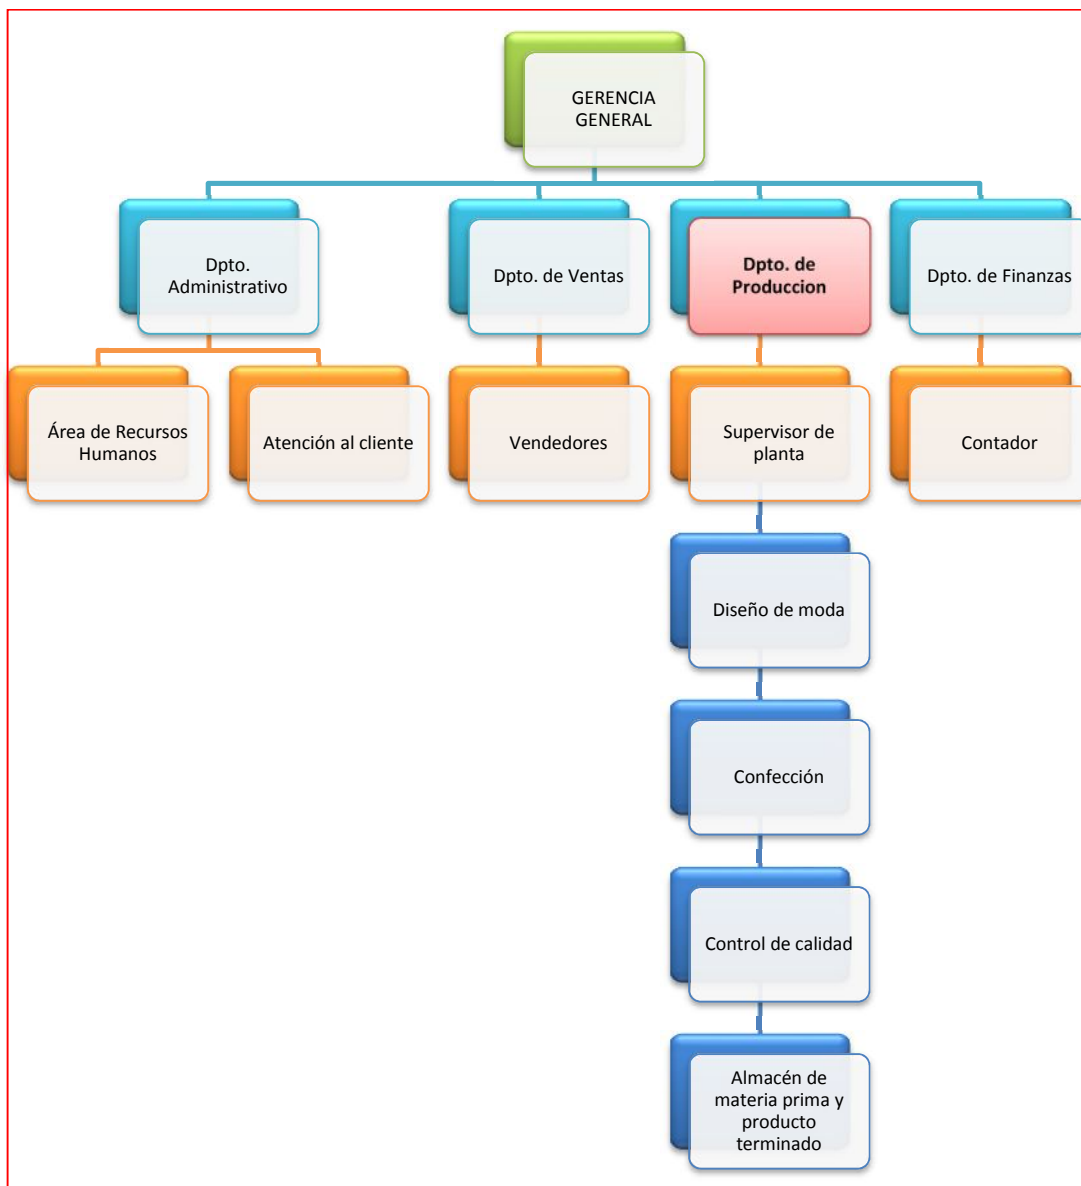 GERENCIA
GENERAL
Dpto.
Administrativo
Dpto. de Ventas
Dpto. de
Produccion
Dpto. de Finanzas
Área de Recursos
Humanos
Atención al cliente
Vendedores
Supervisor de
planta
Contador
Diseño de moda
Confección
Control de calidad
Almacén de
materia prima y
producto
terminado